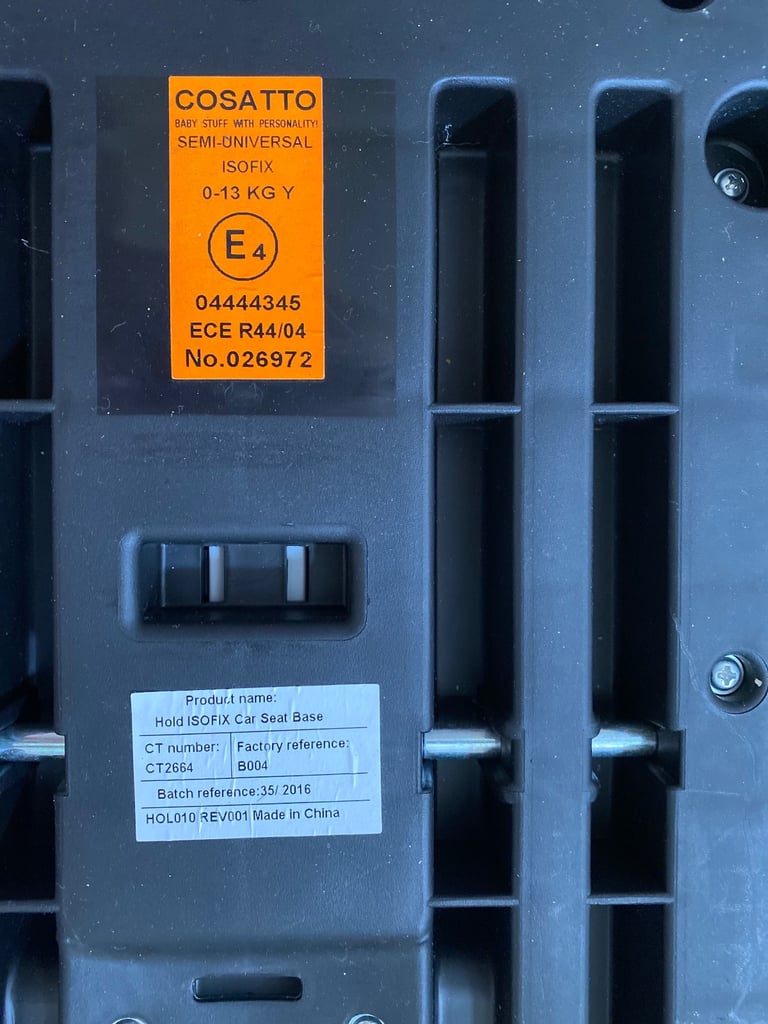 COSATTO
BABY STUFF WITH PERSONALITY!
SEMI-UNIVERSAL
ISOFIX
0-13 KG Y
E4
04444345
ECE R44/04
No.026972
Product name:
Hold ISOFIX Car Seat Base
CT number: Factory reference:
CT2664 B004
Batch reference:35/ 2016
HOL010 REV001 Made in China